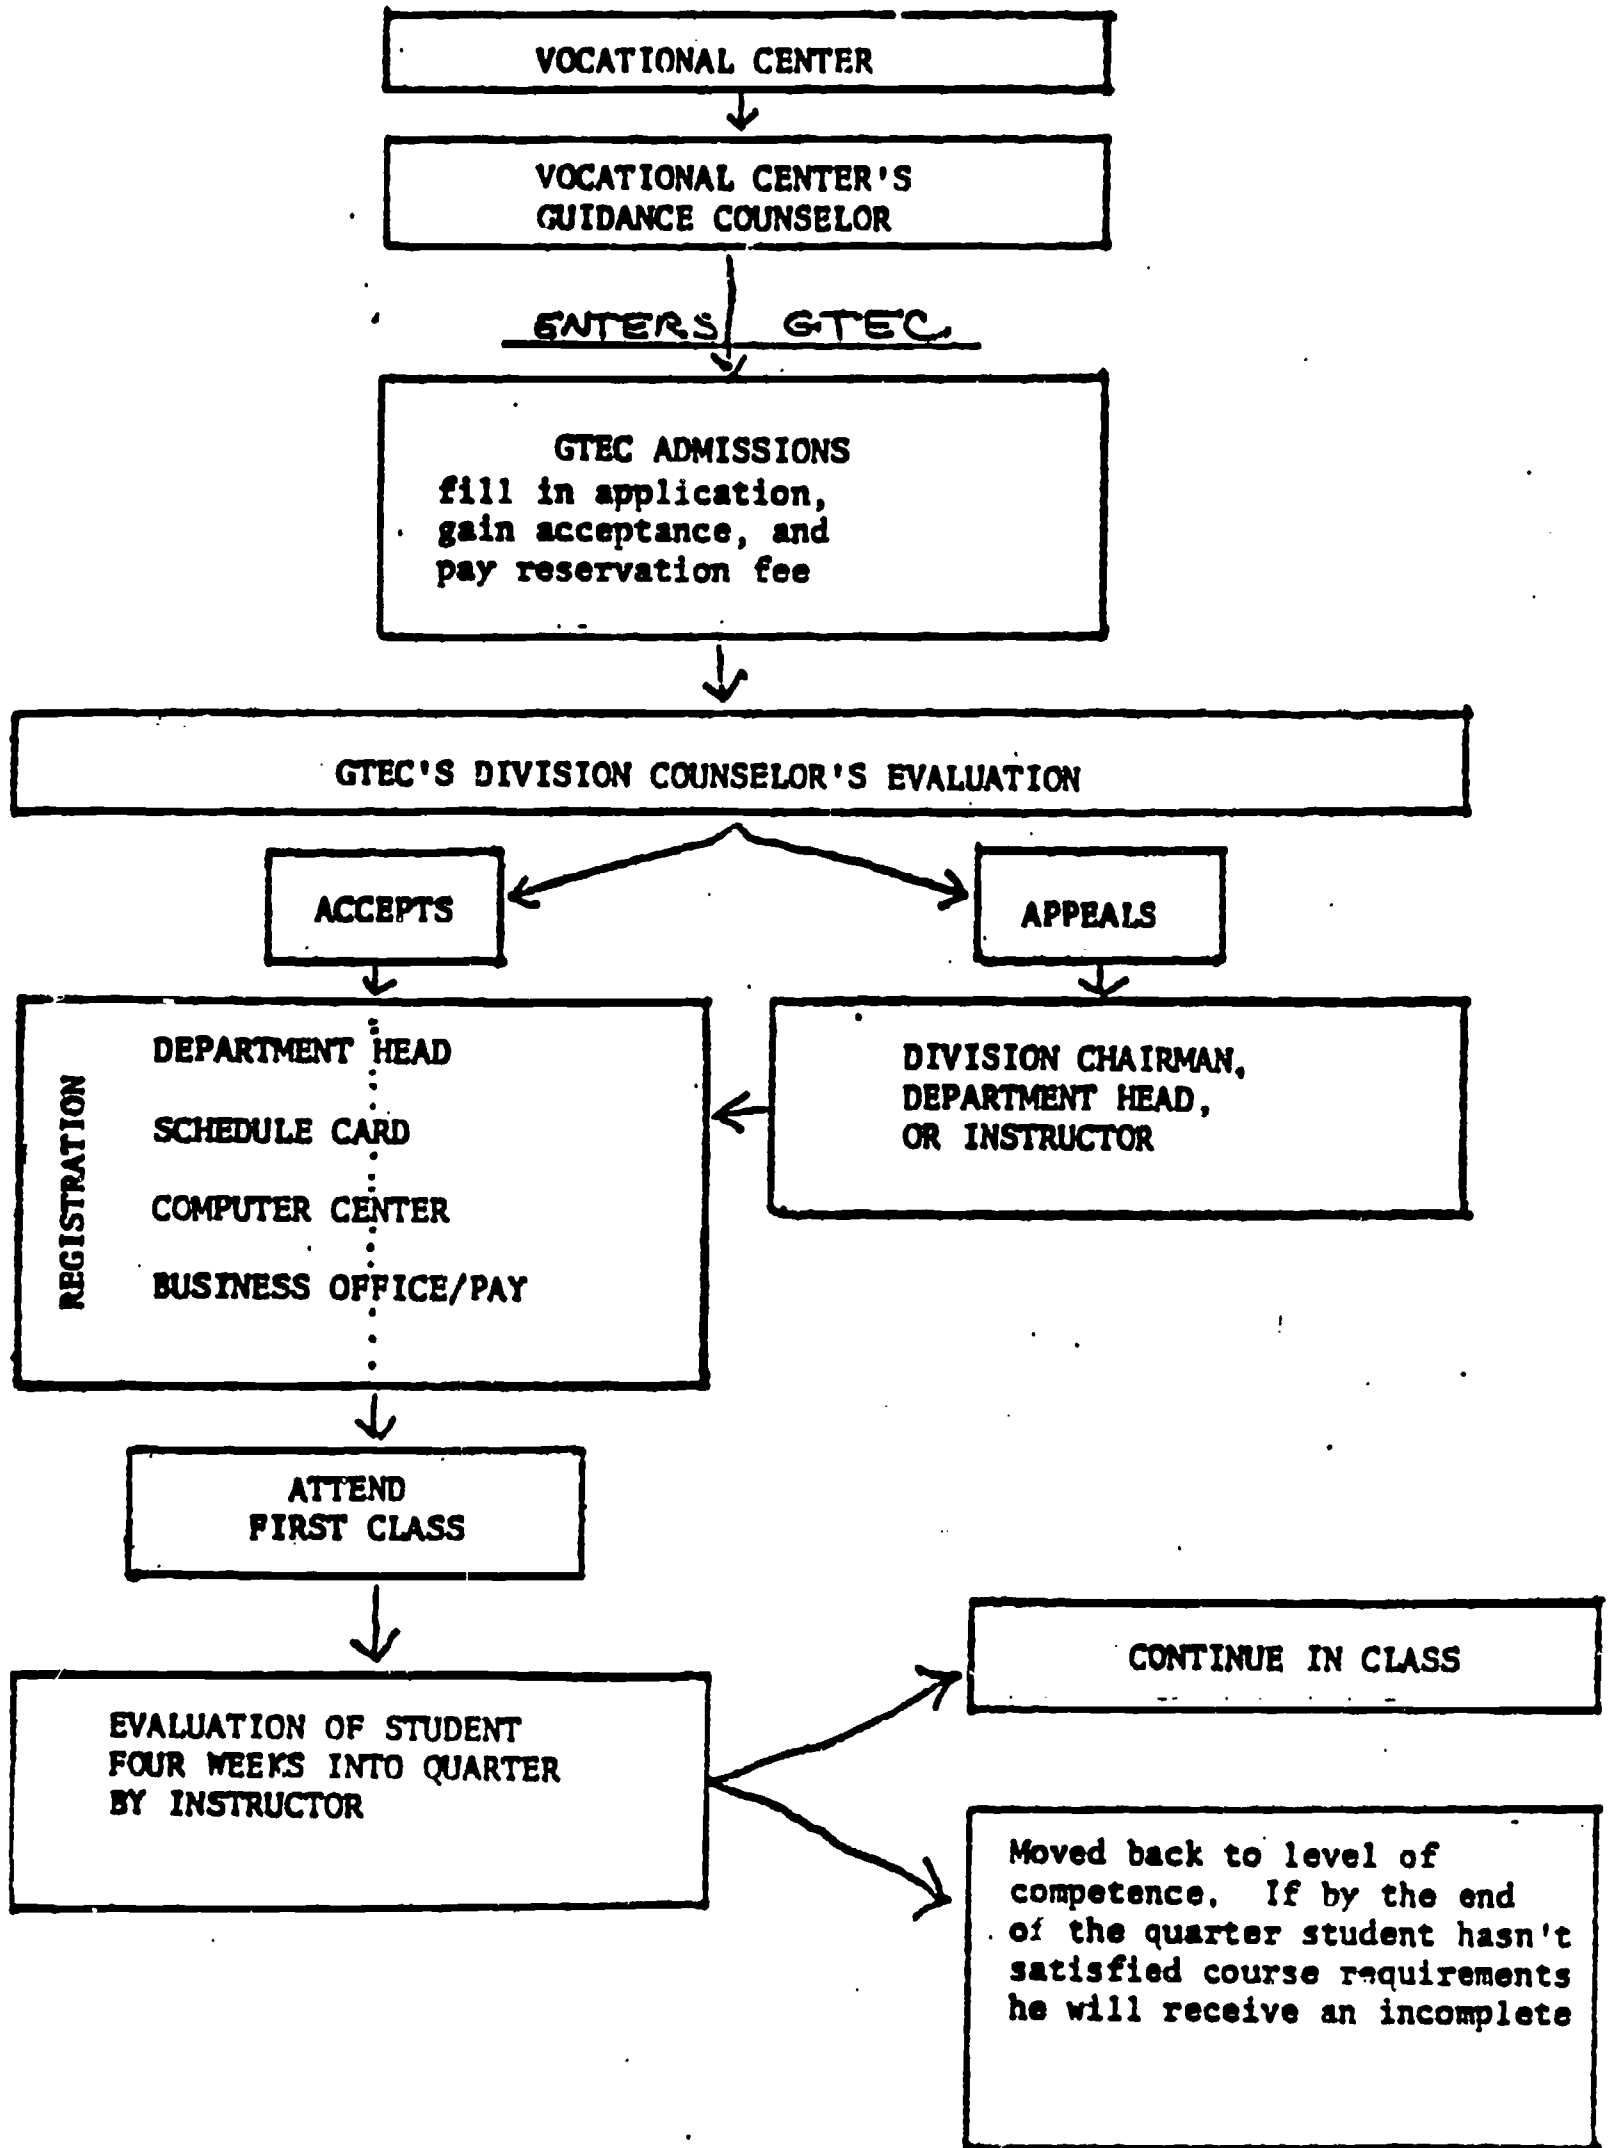 VOCATIONAL CENTER
VOCATIONAL CENTER'S
GUIDANCE COUNSELOR
ENTERS GTEC
GTEC ADMISSIONS
fill in application,
gain acceptance, and
pay reservation fee
GTEC'S DIVISION COUNSELOR'S EVALUATION
ACCEPTS
APPEALS
REGISTRATION
DEPARTMENT HEAD
SCHEDULE CARD
COMPUTER CENTER
BUSINESS OFFICE/PAY
DIVISION CHAIRMAN,
DEPARTMENT HEAD,
OR INSTRUCTOR
ATTEND
FIRST CLASS
EVALUATION OF STUDENT
FOUR WEEKS INTO QUARTER
BY INSTRUCTOR
CONTINUE IN CLASS
Moved back to level of
competence. If by the end
of the quarter student hasn't
satisfied course requirements
he will receive an incomplete